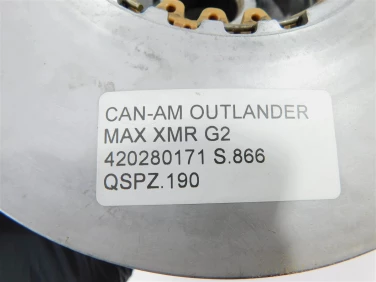 CAN-AM OUTLANDER
MAX XMR G2
420280171 S.866
QSPZ.190